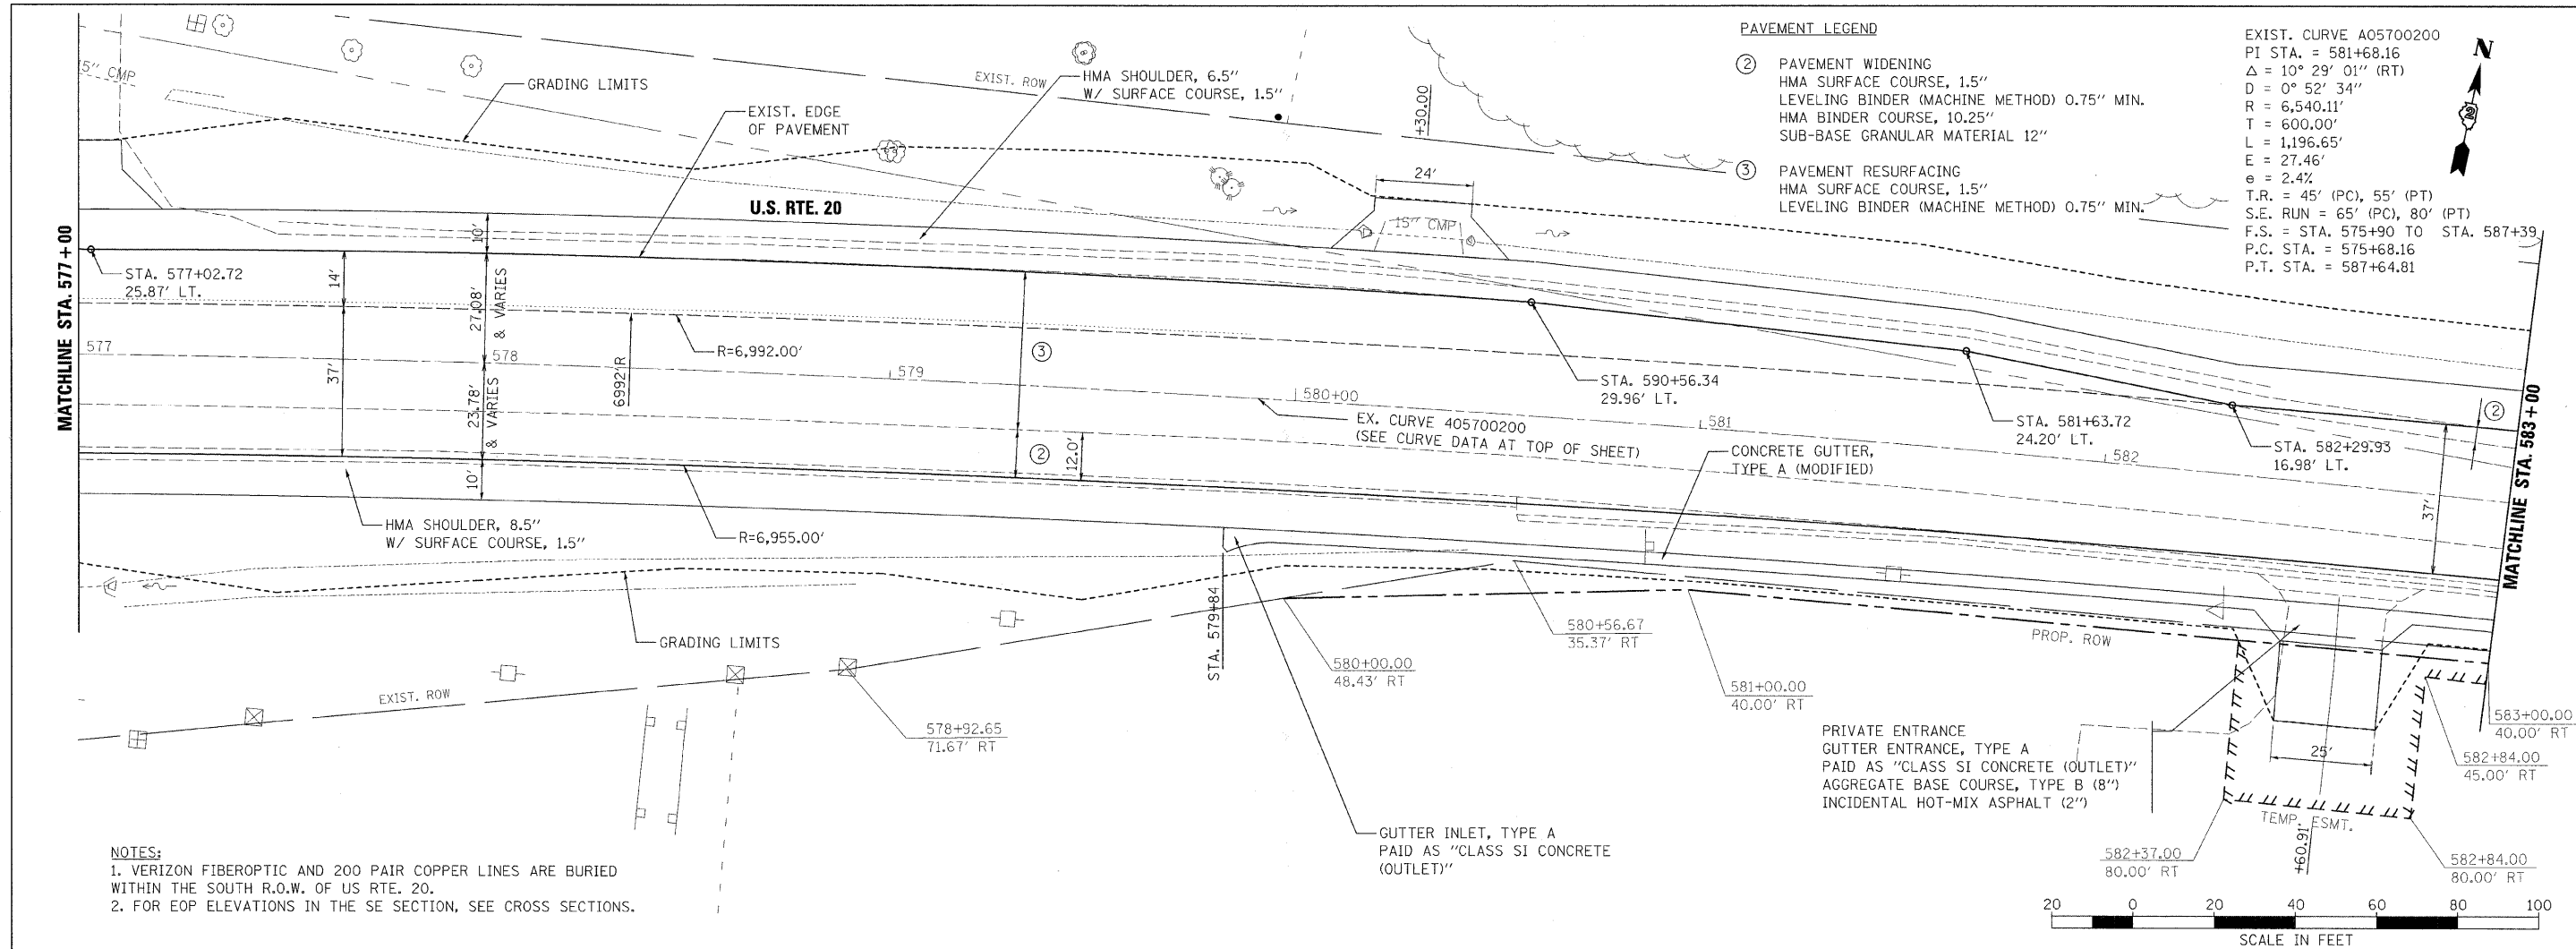 PAVEMENT LEGEND
2 PAVEMENT WIDENING
HMA SURFACE COURSE, 1.5"
LEVELING BINDER (MACHINE METHOD) 0.75" MIN.
HMA BINDER COURSE, 10.25"
SUB-BASE GRANULAR MATERIAL 12"
3 PAVEMENT RESURFACING
HMA SURFACE COURSE, 1.5"
LEVELING BINDER (MACHINE METHOD) 0.75" MIN.
EXIST. CURVE A05700200
PI STA. = 581+68.16
Δ = 10° 29' 01" (RT)
D = 0° 52' 34"
R = 6,540.11'
T = 600.00'
L = 1,196.65'
E = 27.46'
e = 2.4%
T.R. = 45' (PC), 55' (PT)
S.E. RUN = 65' (PC), 80' (PT)
F.S. = STA. 575+90 TO STA. 587+39
P.C. STA. = 575+68.16
P.T. STA. = 587+64.81
N
2
15" CMP
GRADING LIMITS
EXIST. EDGE
OF PAVEMENT
EXIST. ROW
HMA SHOULDER, 6.5"
W/ SURFACE COURSE, 1.5"
+30.00
24'
15" CMP
U.S. RTE. 20
MATCHLINE STA. 577+00
STA. 577+02.72
25.87' LT.
14'
37'
10'
27.08'
& VARIES
23.78'
& VARIES
10'
6992' R
R=6,992.00'
577
578
579
580+00
581
582
3
2
12.0'
STA. 590+56.34
29.96' LT.
EX. CURVE 405700200
(SEE CURVE DATA AT TOP OF SHEET)
CONCRETE GUTTER,
TYPE A (MODIFIED)
STA. 581+63.72
24.20' LT.
STA. 582+29.93
16.98' LT.
2
37'
MATCHLINE STA. 583+00
HMA SHOULDER, 8.5"
W/ SURFACE COURSE, 1.5"
R=6,955.00'
GRADING LIMITS
EXIST. ROW
578+92.65
71.67' RT
STA. 579+84
580+00.00
48.43' RT
580+56.67
35.37' RT
581+00.00
40.00' RT
PROP. ROW
PRIVATE ENTRANCE
GUTTER ENTRANCE, TYPE A
PAID AS "CLASS SI CONCRETE (OUTLET)"
AGGREGATE BASE COURSE, TYPE B (8")
INCIDENTAL HOT-MIX ASPHALT (2")
25'
583+00.00
40.00' RT
582+84.00
45.00' RT
TEMP. ESMT.
582+37.00
80.00' RT
+60.91'
582+84.00
80.00' RT
GUTTER INLET, TYPE A
PAID AS "CLASS SI CONCRETE
(OUTLET)"
NOTES:
1. VERIZON FIBEROPTIC AND 200 PAIR COPPER LINES ARE BURIED
WITHIN THE SOUTH R.O.W. OF US RTE. 20.
2. FOR EOP ELEVATIONS IN THE SE SECTION, SEE CROSS SECTIONS.
20 0 20 40 60 80 100
SCALE IN FEET